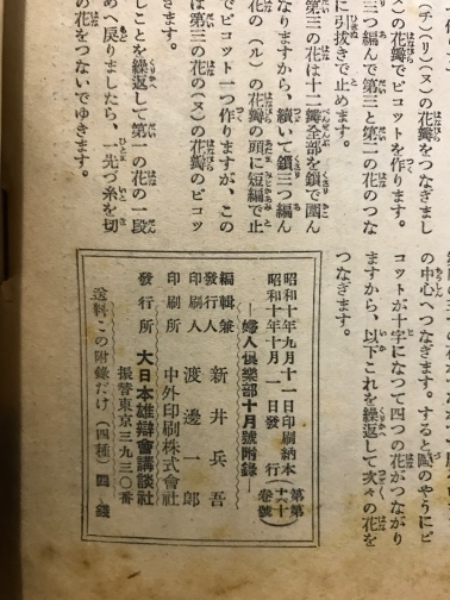 (チ)(リ)(ヌ)の花瓣をつなぎまし
の花瓣でピコットを作ります。
三つ編んで第三と第二の花のつな
に引拔きで止めます。
第三の花は十二瓣全部を鎖で圍ん
なりますから、續いて鎖三つ編ん
花の(ル)の花瓣の頭に短編で止
でピコット一つ作りますが、この
は第三の花の(ヌ)の花瓣のピコッ
きます。
しことを繰返して第一の花の一段
めへ戻りましたら、一先づ糸を切
の花をつないでゆきます。
の中心へつなぎます。すると圖のやうにピ
コットが十字になつて四つの花がつながり
ますから、以下これを繰返して次々の花を
つなぎます。
昭和十年九月十一日印刷納本
昭和十年十月一日發行
(第十六卷第十號)
―婦人俱樂部十月號附錄―
編輯兼發行人 新井兵吾
印刷人 渡邊一郎
印刷所 中外印刷株式會社
發行所 大日本雄辯會講談社
振替東京三九三〇番
送料この附錄だけ(四種)四錢